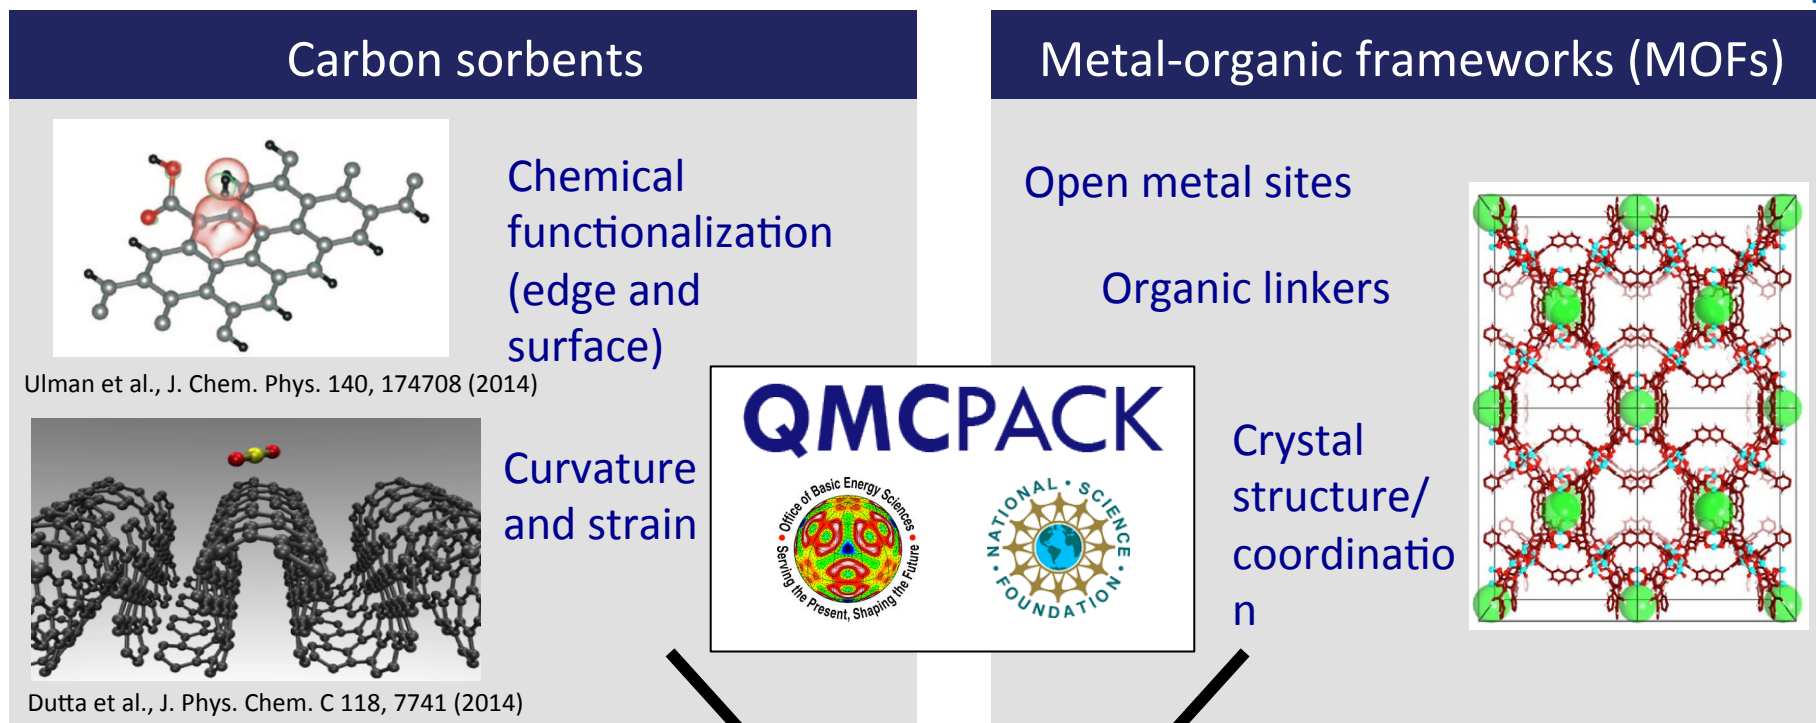 Carbon sorbents
Chemical
functionalization
(edge and
surface)
Ulman et al., J. Chem. Phys. 140, 174708 (2014)
Curvature
and strain
Dutta et al., J. Phys. Chem. C 118, 7741 (2014)
QMCPACK
Office of Basic Energy Sciences
Serving the Present, Shaping the Future
NATIONAL • SCIENCE • FOUNDATION •
Metal-organic frameworks (MOFs)
Open metal sites
Organic linkers
Crystal
structure/
coordinatio
n